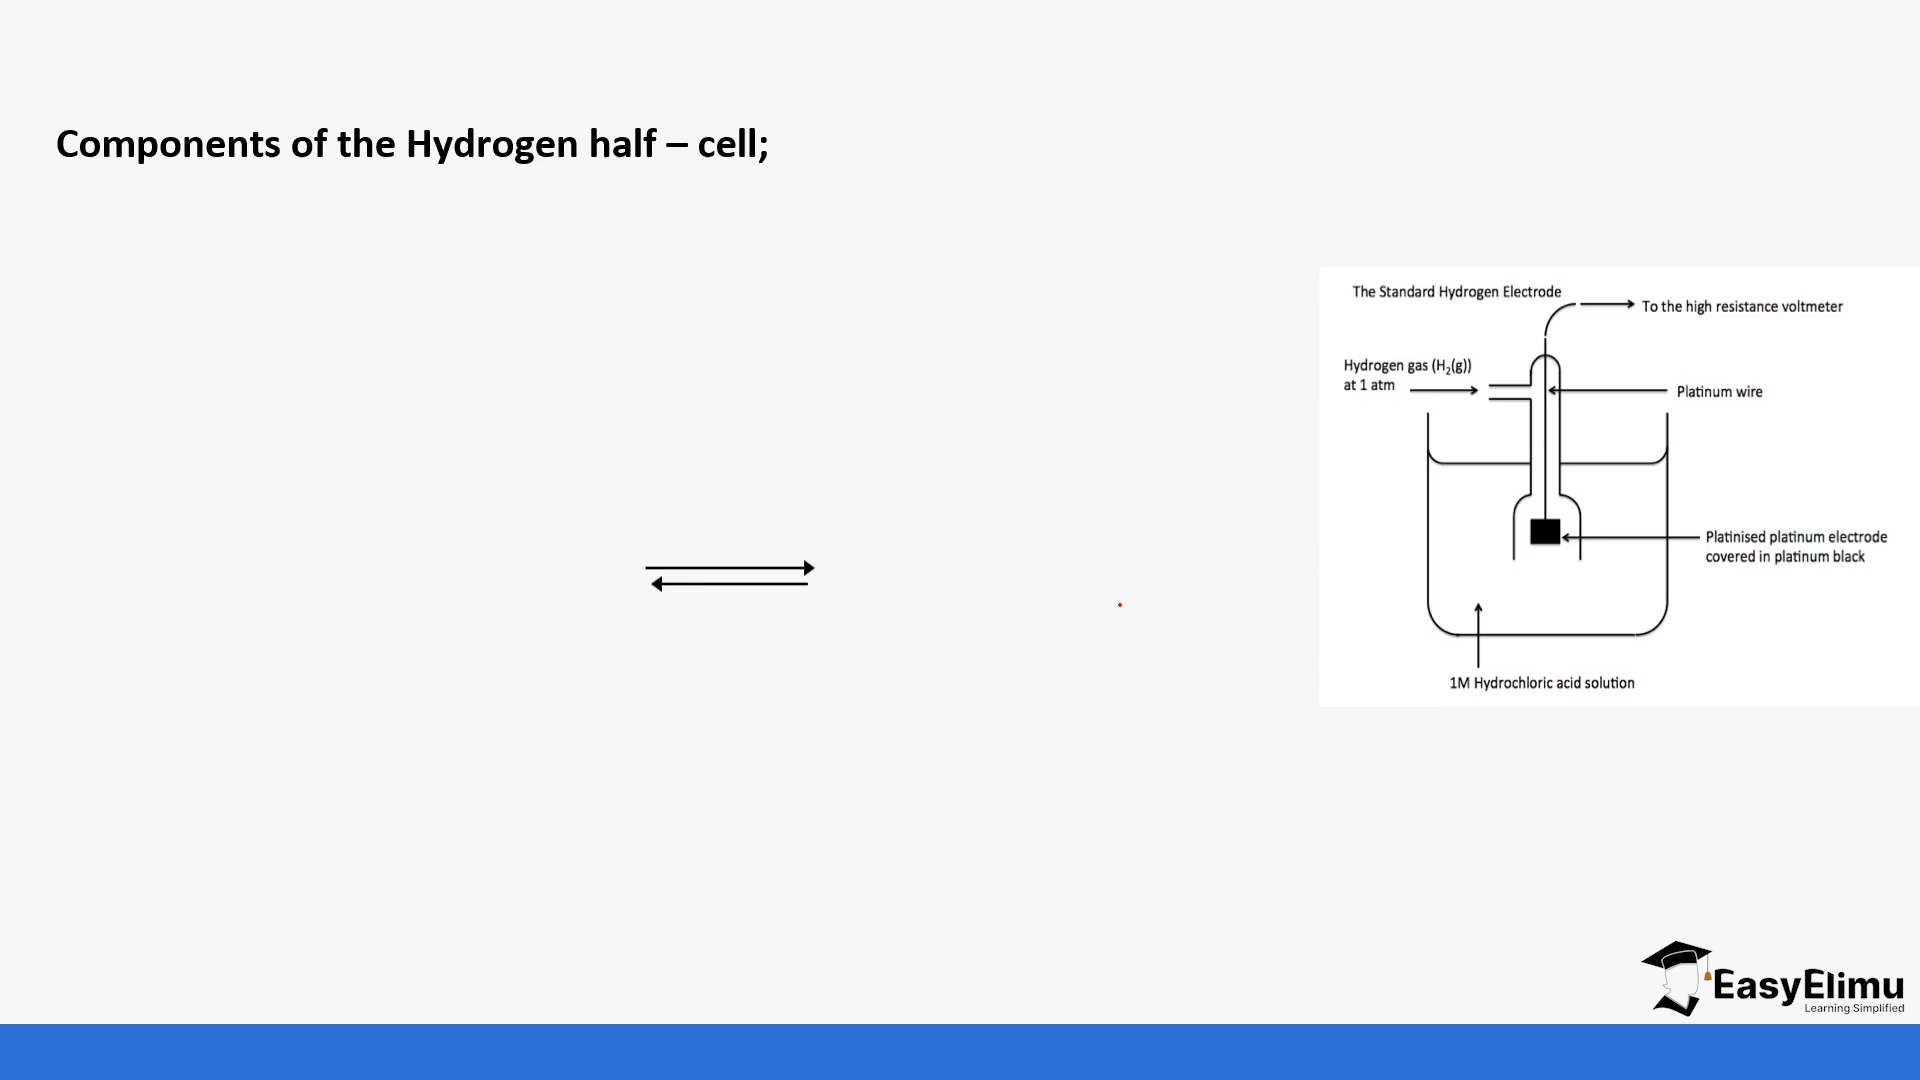 Components of the Hydrogen half – cell;
The Standard Hydrogen Electrode
To the high resistance voltmeter
Hydrogen gas (H₂(g))
at 1 atm
Platinum wire
Platinised platinum electrode
covered in platinum black
1M Hydrochloric acid solution
EasyElimu
Learning Simplified